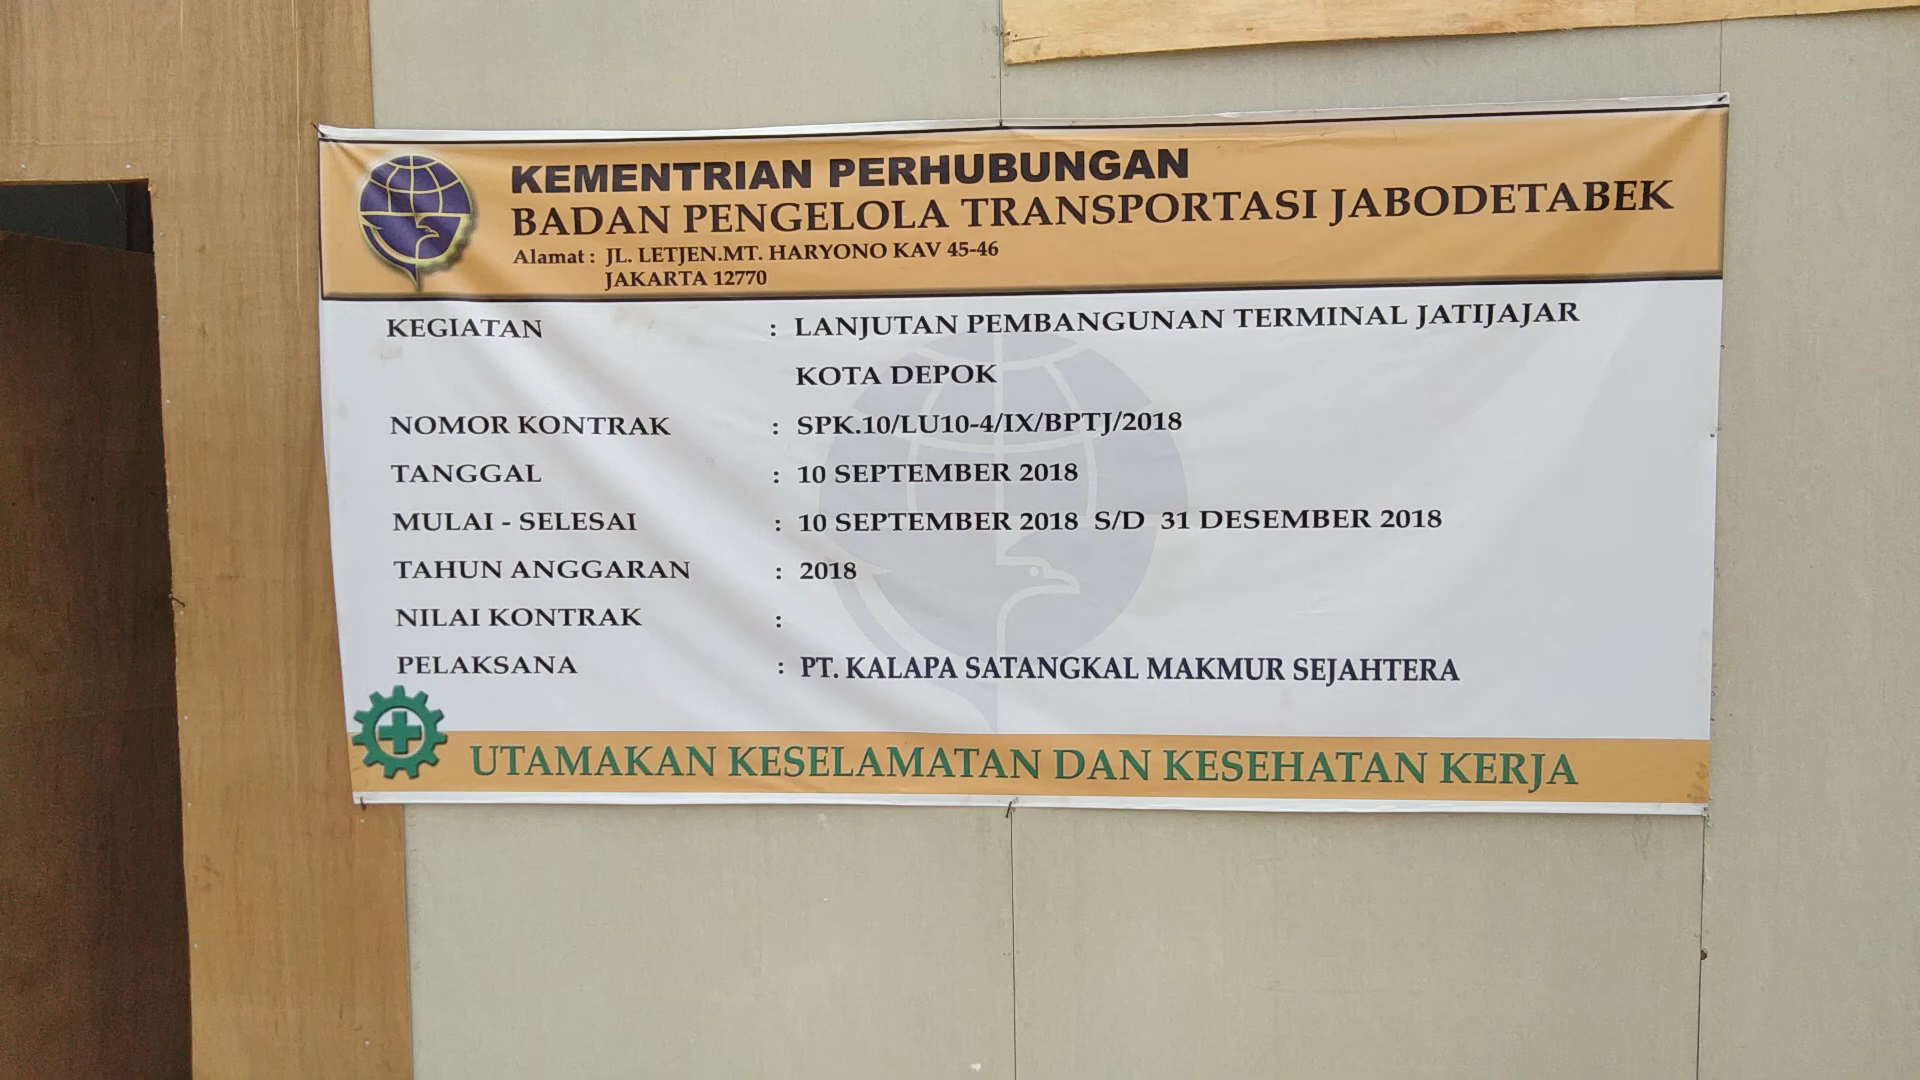 KEMENTRIAN PERHUBUNGAN
BADAN PENGELOLA TRANSPORTASI JABODETABEK
Alamat : JL. LETJEN.MT. HARYONO KAV 45-46
JAKARTA 12770
KEGIATAN : LANJUTAN PEMBANGUNAN TERMINAL JATIJAJAR
KOTA DEPOK
NOMOR KONTRAK : SPK.10/LU10-4/IX/BPTJ/2018
TANGGAL : 10 SEPTEMBER 2018
MULAI - SELESAI : 10 SEPTEMBER 2018 S/D 31 DESEMBER 2018
TAHUN ANGGARAN : 2018
NILAI KONTRAK :
PELAKSANA : PT. KALAPA SATANGKAL MAKMUR SEJAHTERA
UTAMAKAN KESELAMATAN DAN KESEHATAN KERJA